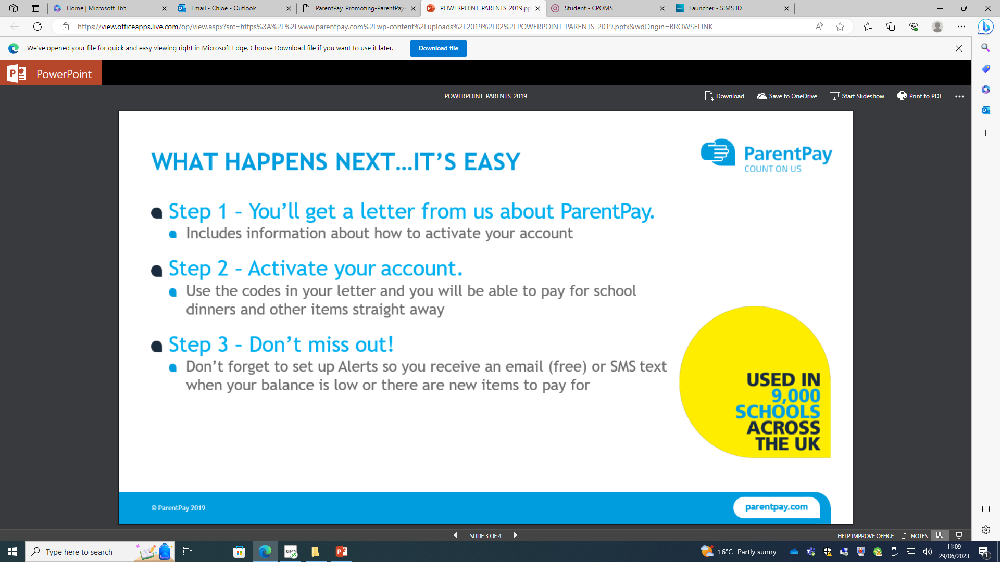 Home | Microsoft 365
Email - Chloe - Outlook
ParentPay_Promoting-ParentPay-
POWERPOINT_PARENTS_2019.pp
Student - CPOMS
Launcher - SIMS ID
https://view.officeapps.live.com/op/view.aspx?src=https%3A%2F%2Fwww.parentpay.com%2Fwp-content%2Fuploads%2F2019%2F02%2FPOWERPOINT_PARENTS_2019.pptx&wdOrigin=BROWSELINK
We've opened your file for quick and easy viewing right in Microsoft Edge. Choose Download file if you want to use it later.
Download file
PowerPoint
POWERPOINT_PARENTS_2019
Download
Save to OneDrive
Start Slideshow
Print to PDF
WHAT HAPPENS NEXT...IT'S EASY
ParentPay
COUNT ON US
Step 1 – You'll get a letter from us about ParentPay.
Includes information about how to activate your account
Step 2 – Activate your account.
Use the codes in your letter and you will be able to pay for school
dinners and other items straight away
Step 3 – Don't miss out!
Don't forget to set up Alerts so you receive an email (free) or SMS text
when your balance is low or there are new items to pay for
USED IN
9,000
SCHOOLS
ACROSS
THE UK
© ParentPay 2019
parentpay.com
SLIDE 3 OF 4
HELP IMPROVE OFFICE
NOTES
Type here to search
16°C Partly sunny
11:09
29/06/2023
1